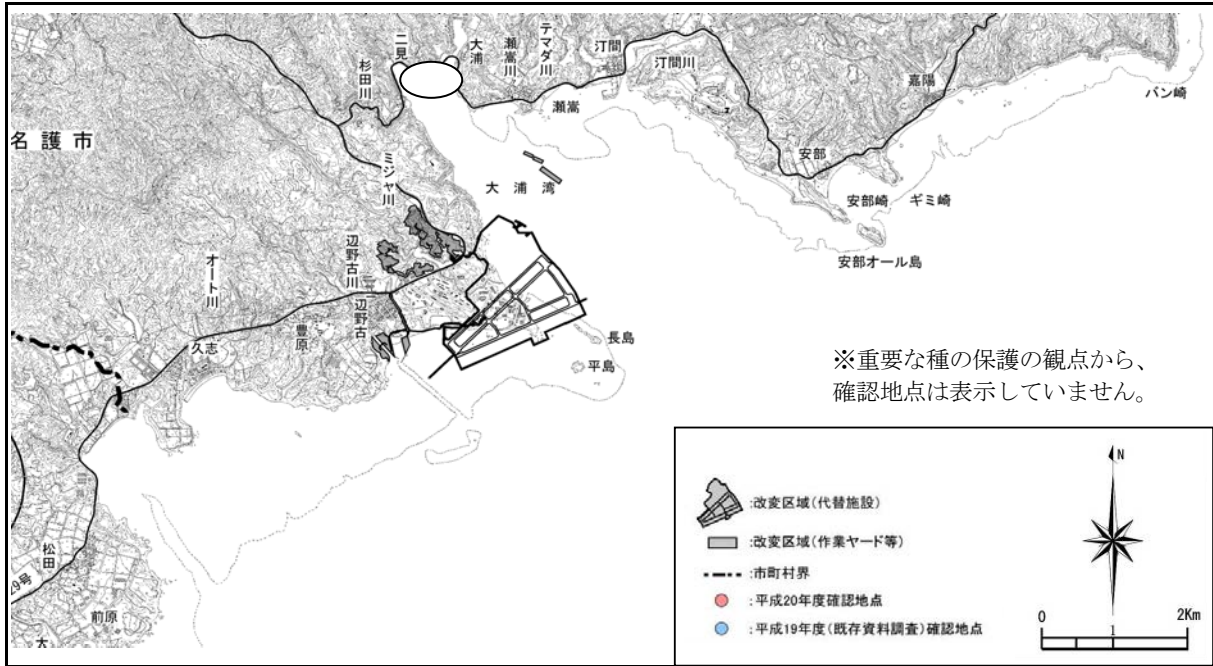 二見
大浦
瀬嵩川
テマダ川
汀間
汀間川
嘉陽
バン崎
杉田川
瀬嵩
名護市
安部
ミジャ川
大浦湾
安部崎
ギミ崎
安部オール島
辺野古川
オート川
辺野古
豊原
久志
長島
平島
※重要な種の保護の観点から、
確認地点は表示していません。
松田
29号
前原
大
:改変区域(代替施設)
:改変区域(作業ヤード等)
:市町村界
:平成20年度確認地点
:平成19年度(既存資料調査)確認地点
N
0 1 2Km